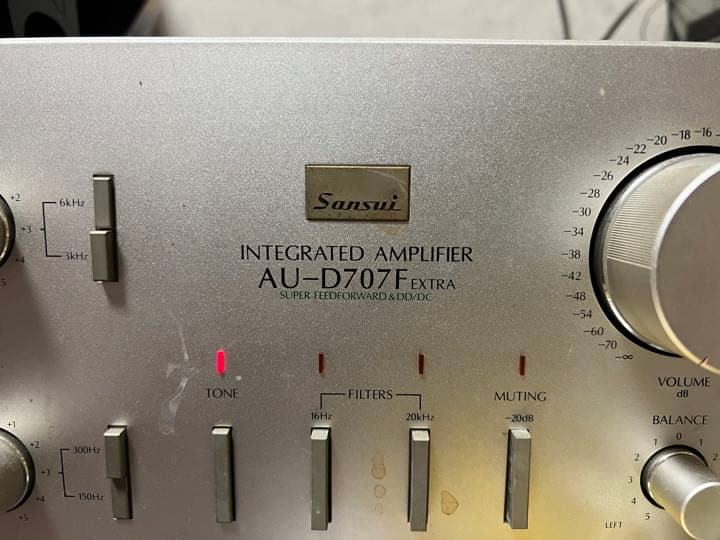 Sansui
INTEGRATED AMPLIFIER
AU-D707F EXTRA
SUPER FEEDFORWARD & DD/DC
+2
+3
+4
5
6kHz
3kHz
-16
-18
-20
-22
-24
-26
-28
-30
-34
-38
-42
-48
-54
-60
-70
-∞
VOLUME
dB
TONE
FILTERS
16Hz
20kHz
MUTING
-20dB
+1
+2
+3
+4
+5
300Hz
150Hz
BALANCE
0
1 1
2 2
3
4
5
LEFT